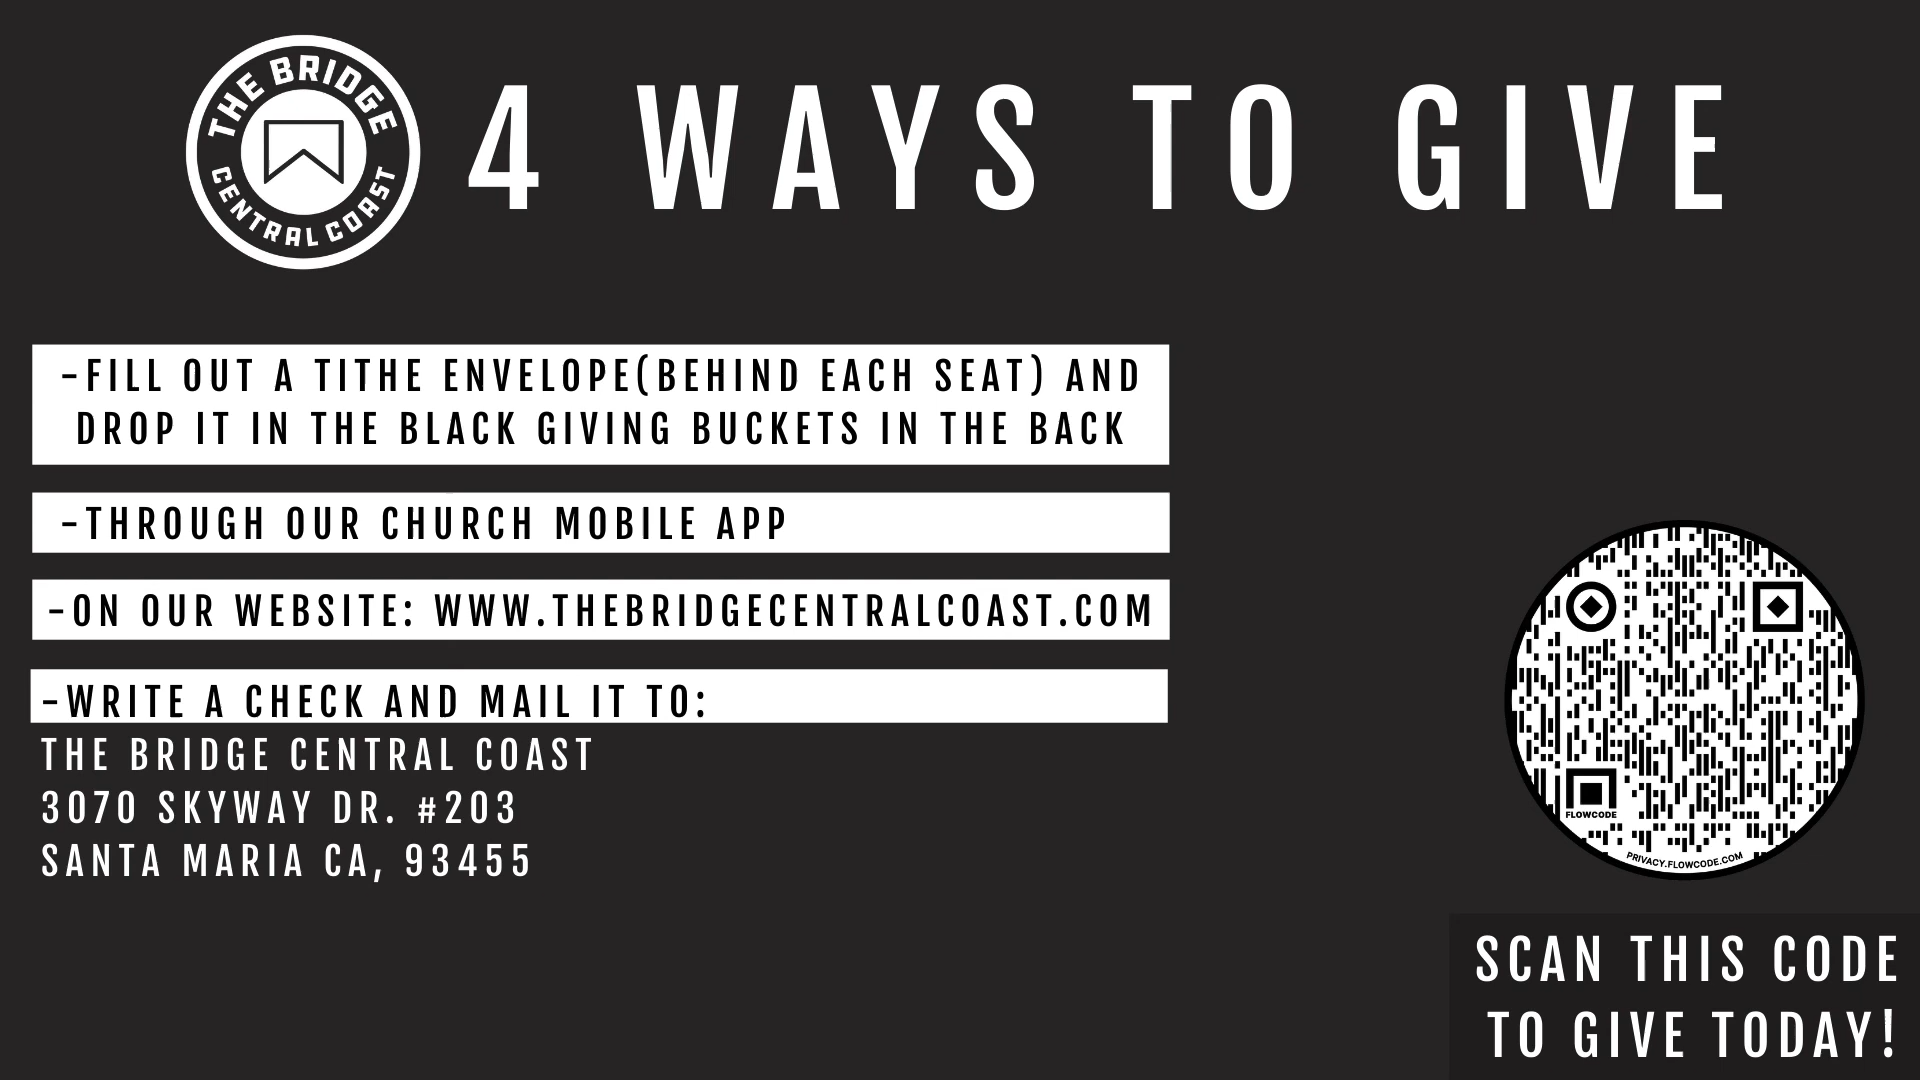 THE BRIDGE
CENTRAL COAST
4 WAYS TO GIVE
-FILL OUT A TITHE ENVELOPE(BEHIND EACH SEAT) AND
DROP IT IN THE BLACK GIVING BUCKETS IN THE BACK
-THROUGH OUR CHURCH MOBILE APP
-ON OUR WEBSITE: WWW.THEBRIDGECENTRALCOAST.COM
-WRITE A CHECK AND MAIL IT TO:
THE BRIDGE CENTRAL COAST
3070 SKYWAY DR. #203
SANTA MARIA CA, 93455
FLOWCODE
PRIVACY.FLOWCODE.COM
SCAN THIS CODE
TO GIVE TODAY!